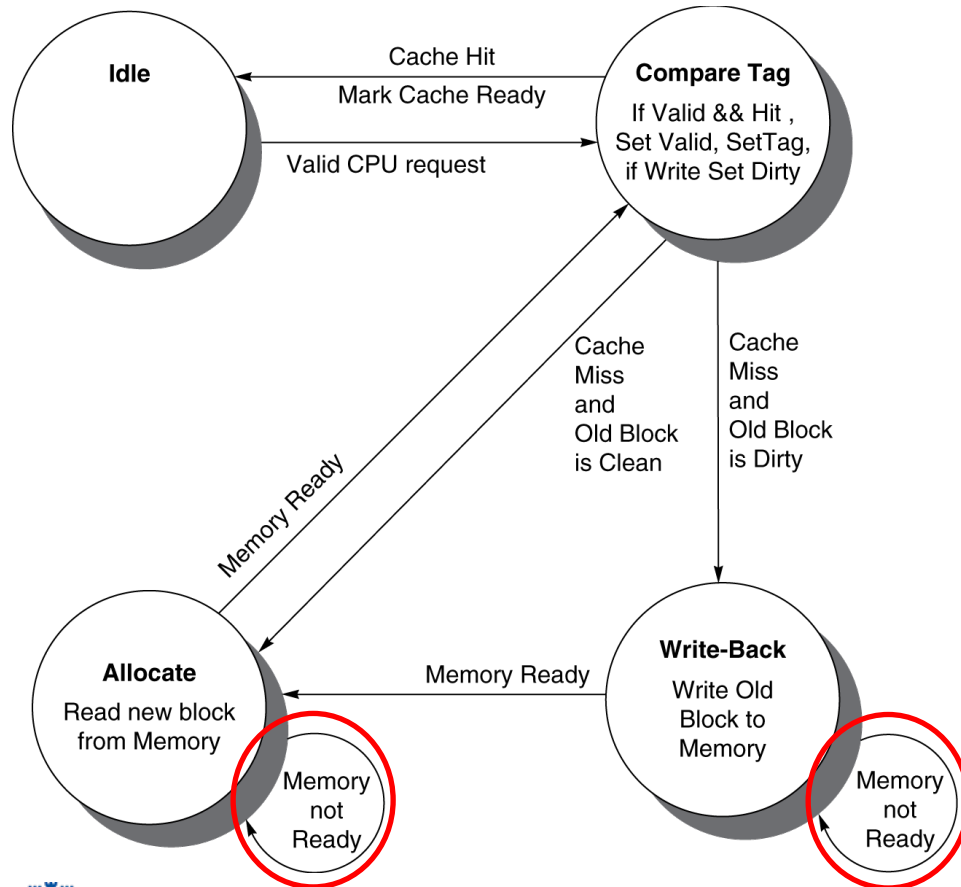 Idle
Cache Hit
Mark Cache Ready
Valid CPU request
Compare Tag
If Valid && Hit ,
Set Valid, SetTag,
if Write Set Dirty
Cache
Miss
and
Old Block
is Clean
Cache
Miss
and
Old Block
is Dirty
Memory Ready
Allocate
Read new block
from Memory
Memory
not
Ready
Memory Ready
Write-Back
Write Old
Block to
Memory
Memory
not
Ready